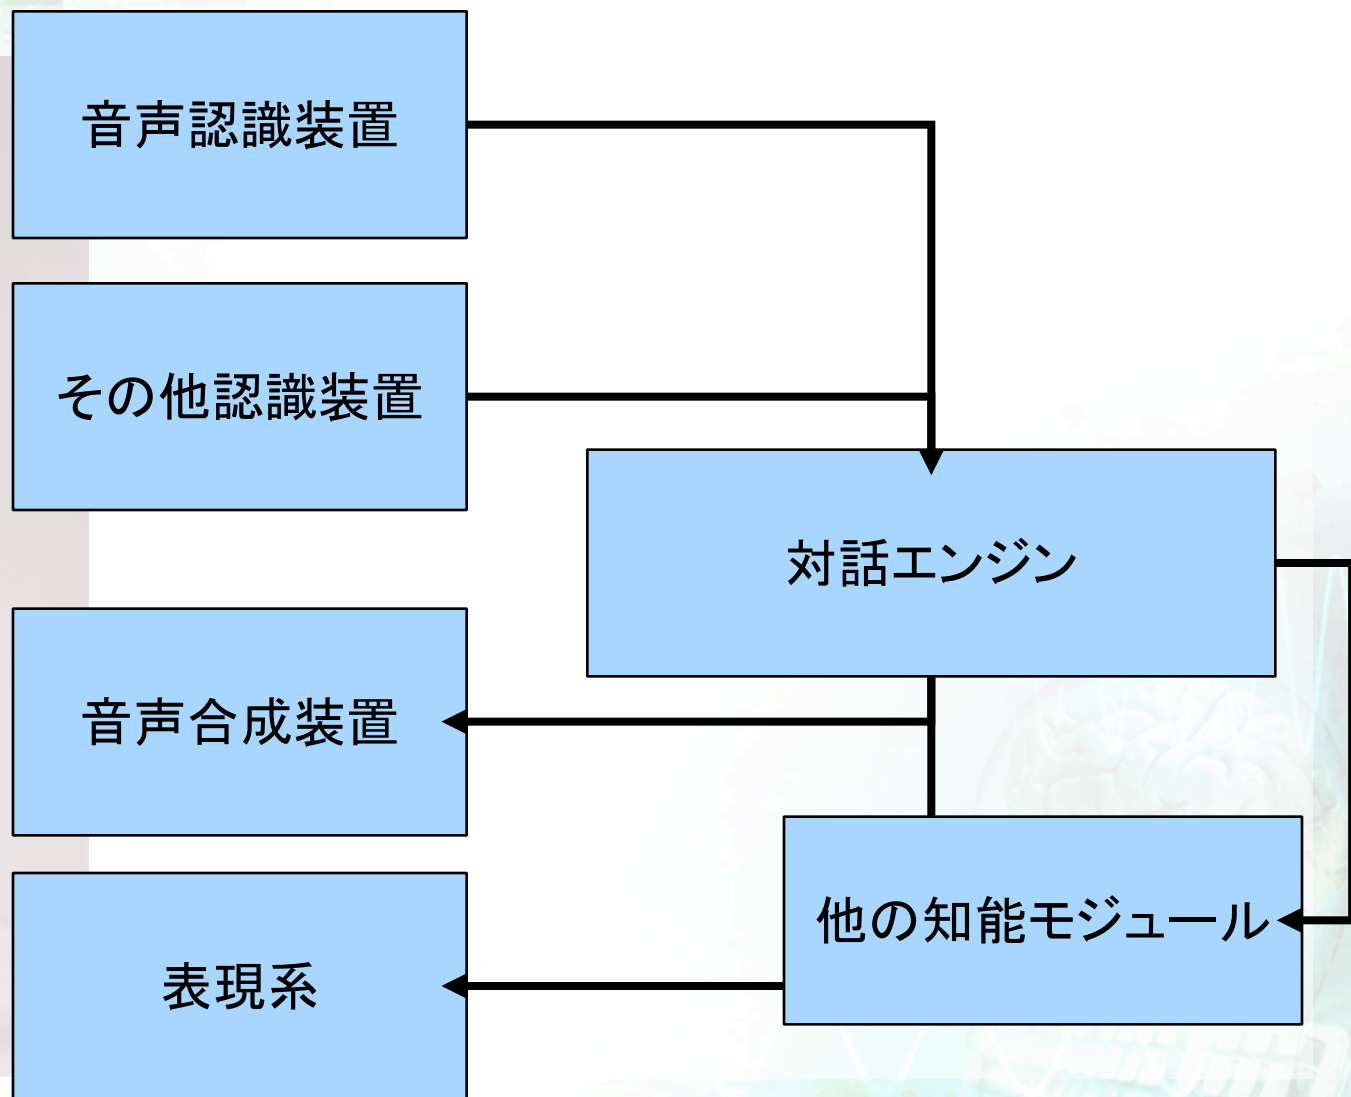 音声認識装置
その他認識装置
対話エンジン
音声合成装置
他の知能モジュール
表現系